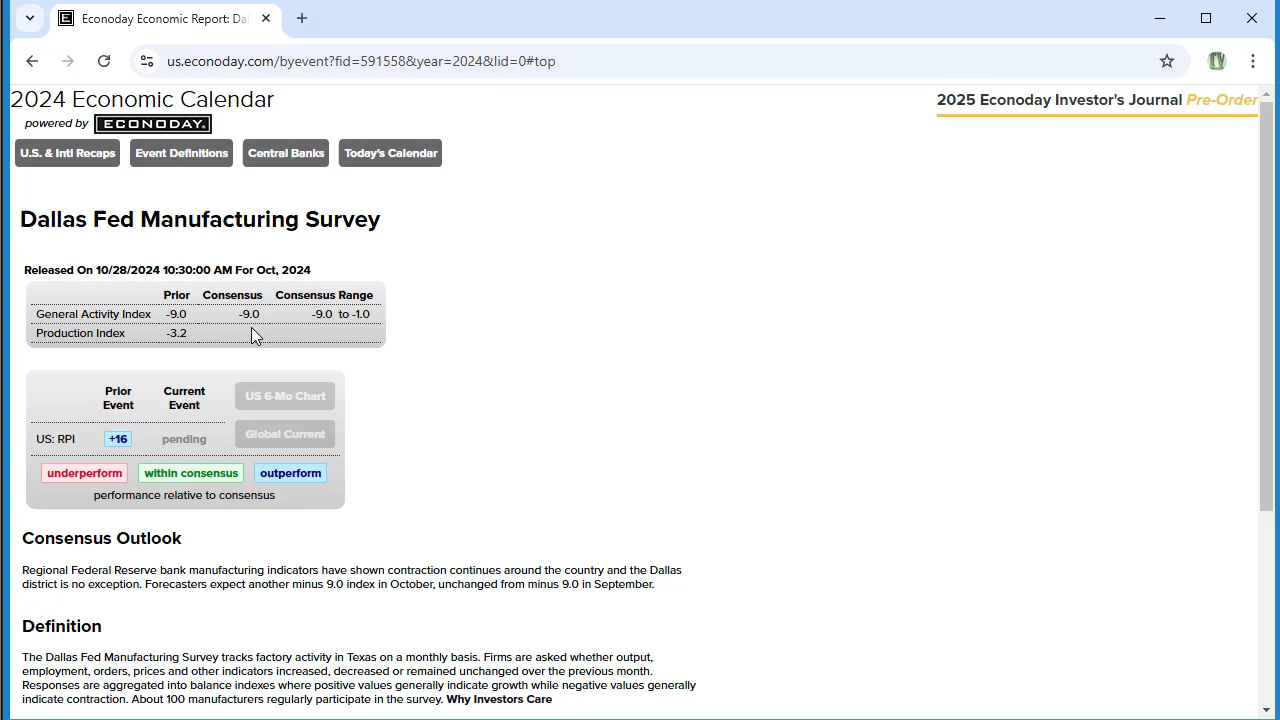 Econoday Economic Report: Da
us.econoday.com/byevent?fid=591558&year=2024&lid=0#top
2024 Economic Calendar
2025 Econoday Investor's Journal Pre-Order
powered by ECONODAY.
U.S. & Intl Recaps Event Definitions Central Banks Today's Calendar
Dallas Fed Manufacturing Survey
Released On 10/28/2024 10:30:00 AM For Oct, 2024
Prior Consensus Consensus Range
General Activity Index -9.0 -9.0 -9.0 to -1.0
Production Index -3.2
Prior Event Current Event US 6-Mo Chart
Global Current
US: RPI +16 pending
underperform within consensus outperform
performance relative to consensus
Consensus Outlook
Regional Federal Reserve bank manufacturing indicators have shown contraction continues around the country and the Dallas
district is no exception. Forecasters expect another minus 9.0 index in October, unchanged from minus 9.0 in September.
Definition
The Dallas Fed Manufacturing Survey tracks factory activity in Texas on a monthly basis. Firms are asked whether output,
employment, orders, prices and other indicators increased, decreased or remained unchanged over the previous month.
Responses are aggregated into balance indexes where positive values generally indicate growth while negative values generally
indicate contraction. About 100 manufacturers regularly participate in the survey. Why Investors Care